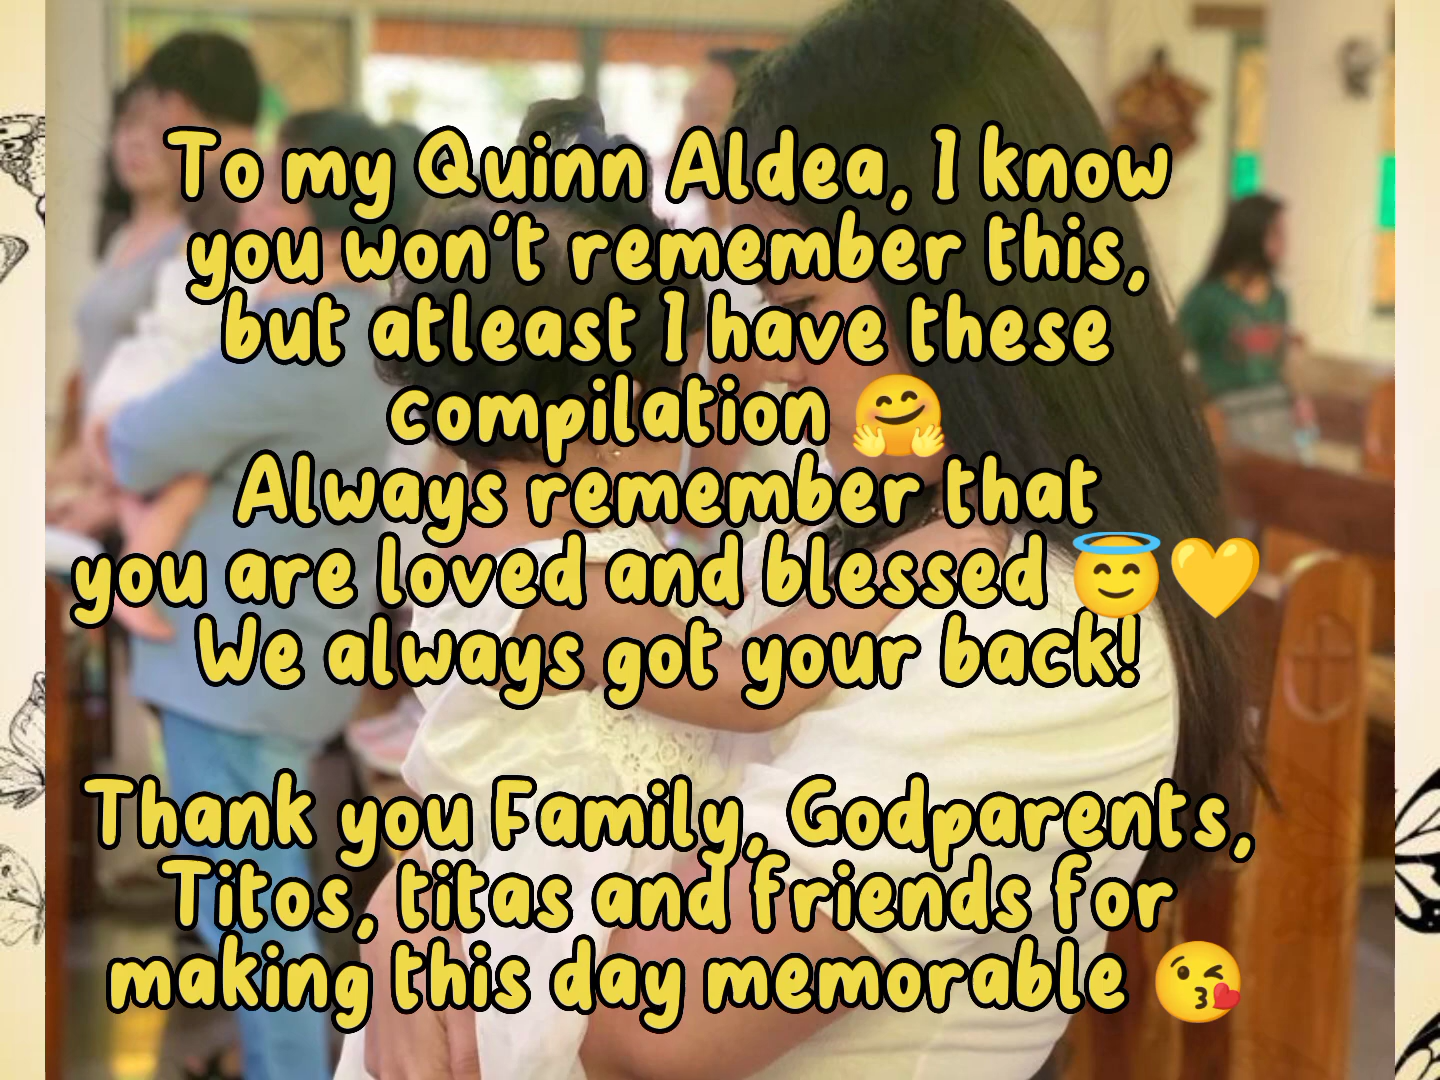 To my Quinn Aldea, I know
you won't remember this,
but atleast I have these
compilation 🤗
Always remember that
you are loved and blessed 😇💛
We always got your back!
Thank you Family, Godparents,
Titos, titas and friends for
making this day memorable 😘